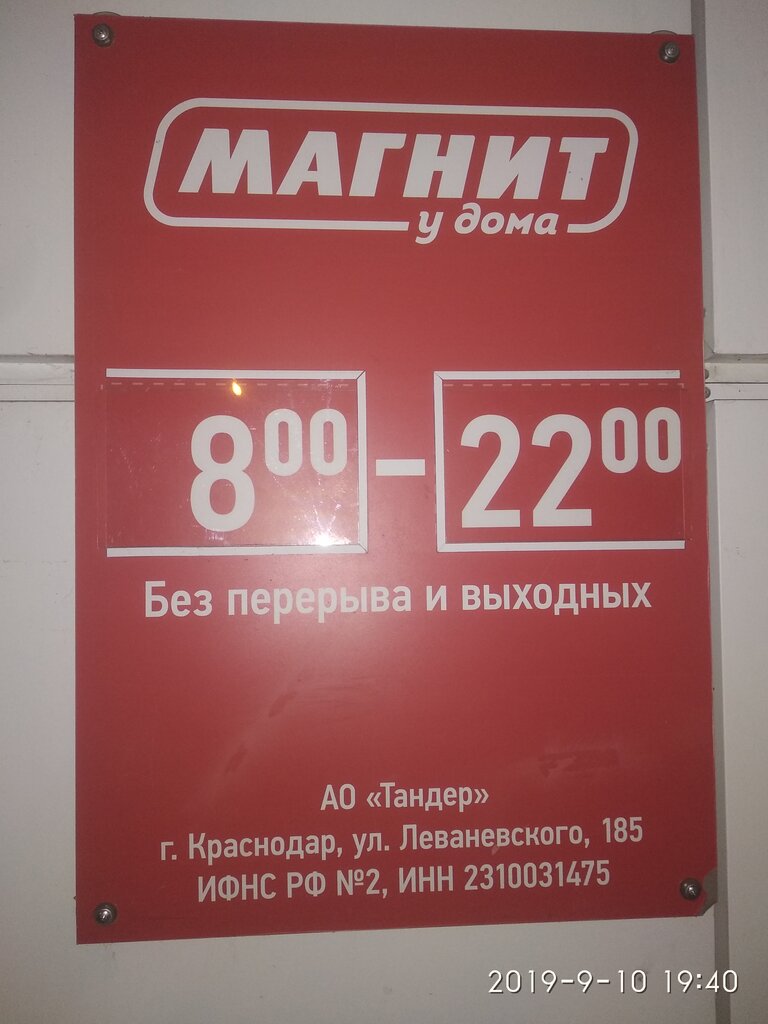 МАГНИТ
у дома
8⁰⁰ – 22⁰⁰
Без перерыва и выходных
АО «Тандер»
г. Краснодар, ул. Леваневского, 185
ИФНС РФ №2, ИНН 2310031475
2019-9-10 19:40